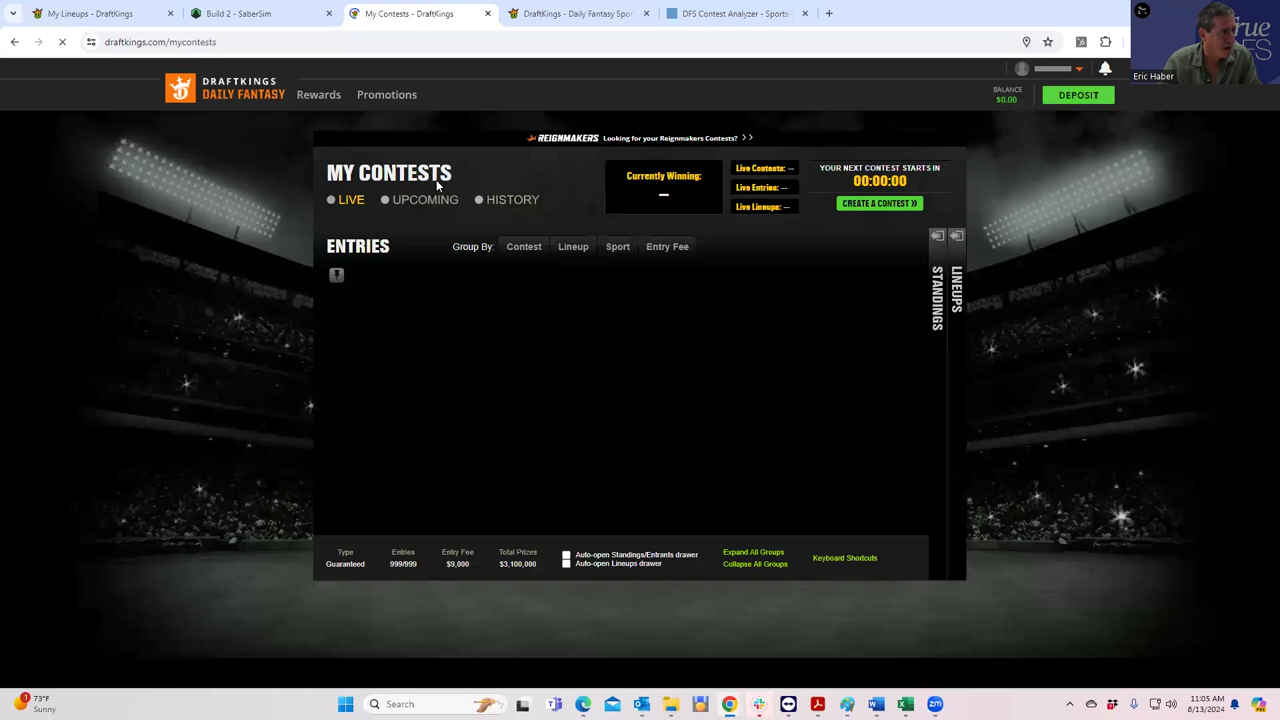 My Lineups - DraftKings
Build 2 - SaberSim
My Contests - DraftKings
DraftKings - Daily Fantasy Spor
DFS Contest Analyzer - Sports
draftkings.com/mycontests
Eric Haber
DRAFTKINGS
DAILY FANTASY
Rewards
Promotions
BALANCE
$0.00
DEPOSIT
REIGNMAKERS Looking for your Reignmakers Contests?
MY CONTESTS
LIVE
UPCOMING
HISTORY
Currently Winning:
—
Live Contests: --
Live Entries: --
Live Lineups: --
YOUR NEXT CONTEST STARTS IN
00:00:00
CREATE A CONTEST
ENTRIES
Group By:
Contest
Lineup
Sport
Entry Fee
STANDINGS
LINEUPS
Type
Entries
Entry Fee
Total Prizes
Guaranteed
999/999
$9,000
$3,100,000
Auto-open Standings/Entrants drawer
Auto-open Lineups drawer
Expand All Groups
Collapse All Groups
Keyboard Shortcuts
73°F
Sunny
Search
11:05 AM
8/13/2024